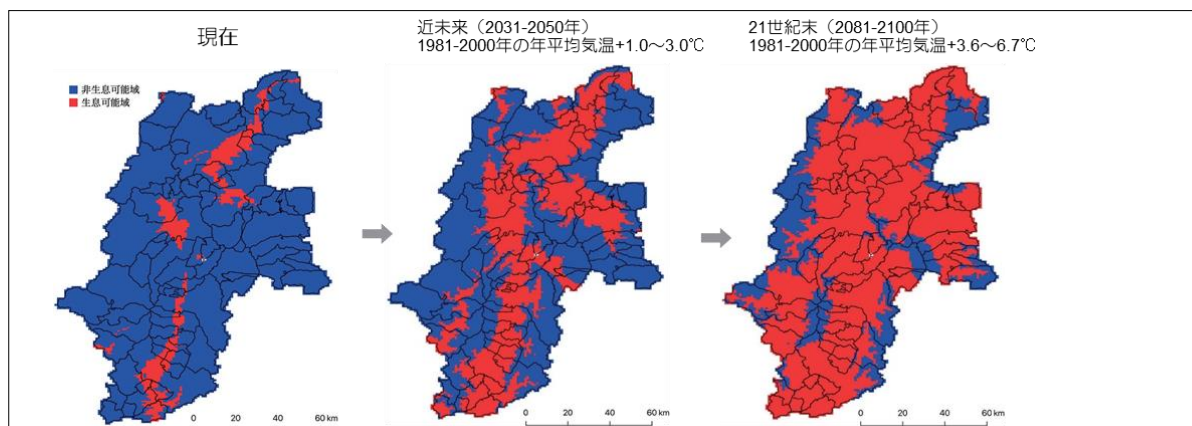 現在
近未来（2031-2050年）
1981-2000年の年平均気温+1.0～3.0℃
21世紀末（2081-2100年）
1981-2000年の年平均気温+3.6～6.7℃
非生息可能域
生息可能域
0 20 40 60 km
0 20 40 60 km
0 20 40 60 km